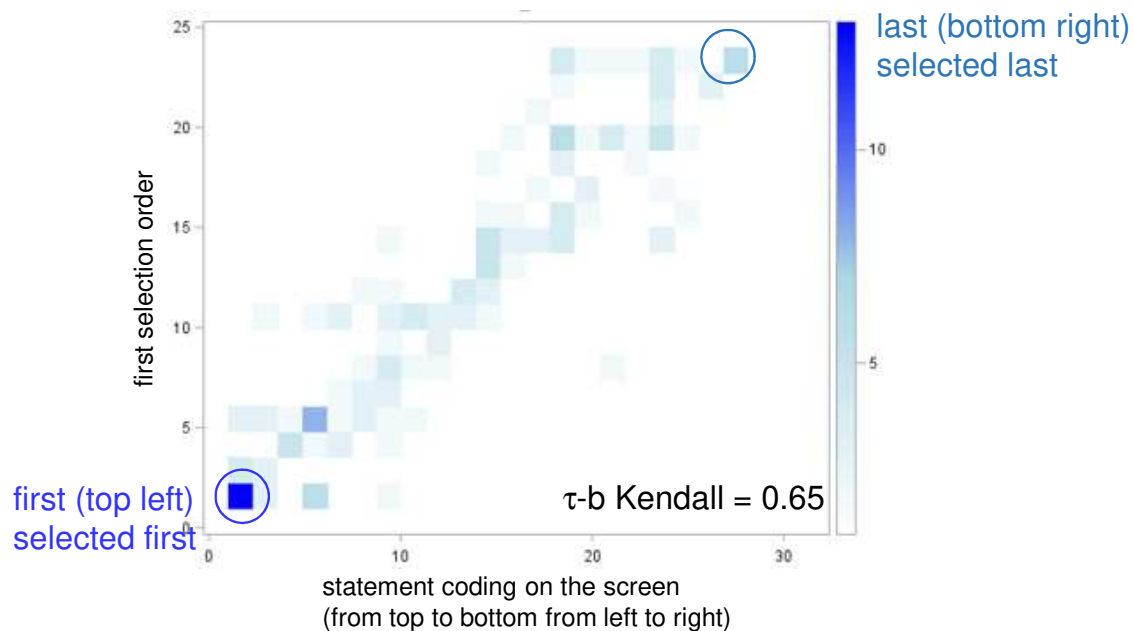 last (bottom right)
selected last
25
20
15
10
5
0
first selection order
10
5
first (top left)
selected first
τ-b Kendall = 0.65
0
10
20
30
statement coding on the screen
(from top to bottom from left to right)